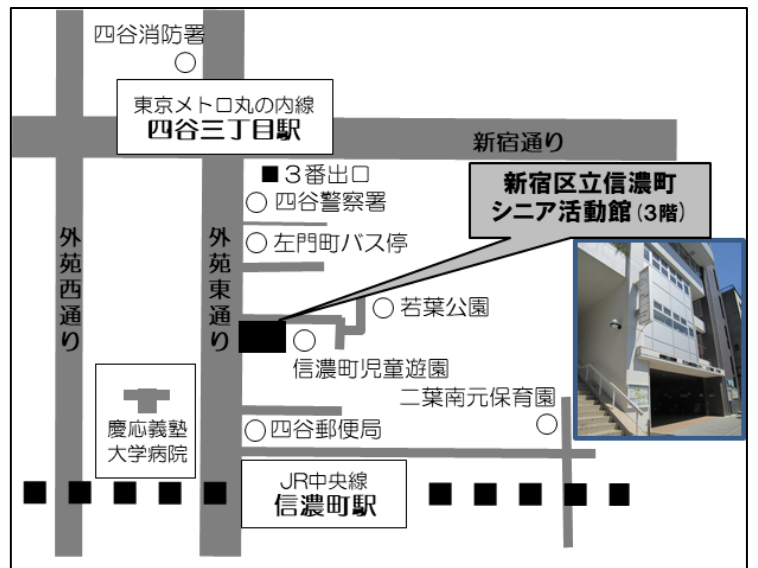 四谷消防署
東京メトロ丸の内線
四谷三丁目駅
新宿通り
■3番出口
四谷警察署
新宿区立信濃町
シニア活動館(3階)
左門町バス停
外苑西通り
外苑東通り
若葉公園
信濃町児童遊園
二葉南元保育園
慶応義塾
大学病院
四谷郵便局
JR中央線
信濃町駅